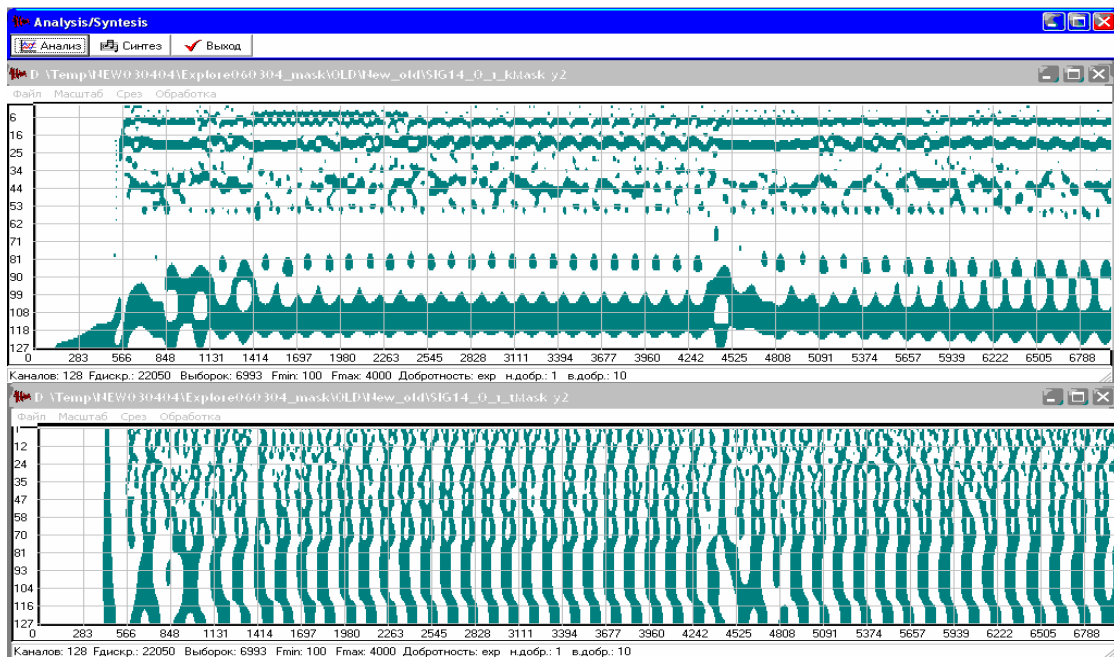 Analysis/Syntesis
Анализ Синтез Выход
D \Temp\NEW030404\Explore060304_mask\OLD\New_old\SIG14_0_1_kMask y2
Файл Масштаб Срез Обработка
6
16
25
34
44
53
62
71
81
90
99
108
118
127
0 283 566 848 1131 1414 1697 1980 2263 2545 2828 3111 3394 3677 3960 4242 4525 4808 5091 5374 5657 5939 6222 6505 6788
Каналов: 128 Fдискр.: 22050 Выборок: 6993 Fmin: 100 Fmax: 4000 Добротность: exp н.добр.: 1 в.добр.: 10
D \Temp\NEW030404\Explore060304_mask\OLD\New_old\SIG14_0_1_tMask y2
Файл Масштаб Срез Обработка
12
24
35
47
58
70
81
93
104
116
127
0 283 566 848 1131 1414 1697 1980 2263 2545 2828 3111 3394 3677 3960 4242 4525 4808 5091 5374 5657 5939 6222 6505 6788
Каналов: 128 Fдискр.: 22050 Выборок: 6993 Fmin: 100 Fmax: 4000 Добротность: exp н.добр.: 1 в.добр.: 10